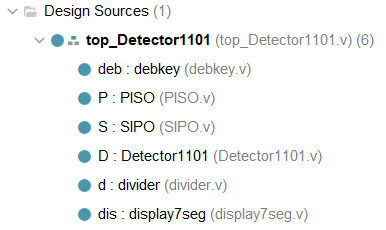 Design Sources (1)
top_Detector1101 (top_Detector1101.v) (6)
deb : debkey (debkey.v)
P : PISO (PISO.v)
S : SIPO (SIPO.v)
D : Detector1101 (Detector1101.v)
d : divider (divider.v)
dis : display7seg (display7seg.v)